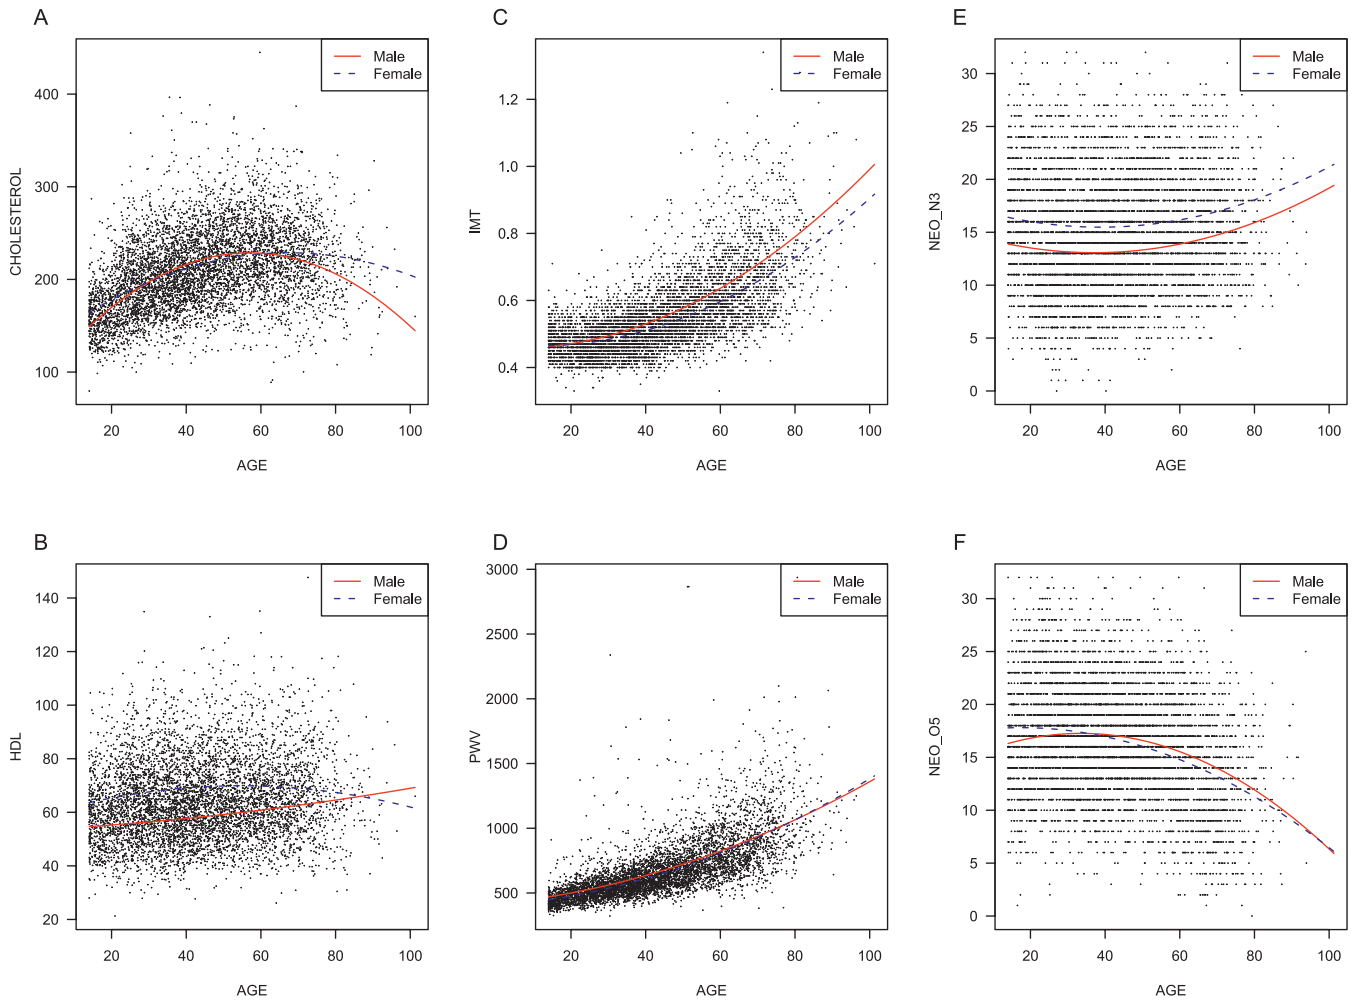 A
Male
Female
400
300
200
100
CHOLESTEROL
20 40 60 80 100
AGE
C
Male
Female
1.2
1.0
0.8
0.6
0.4
IMT
20 40 60 80 100
AGE
E
Male
Female
30
25
20
15
10
5
0
NEO_N3
20 40 60 80 100
AGE
B
Male
Female
140
120
100
80
60
40
20
HDL
20 40 60 80 100
AGE
D
Male
Female
3000
2500
2000
1500
1000
500
PWV
20 40 60 80 100
AGE
F
Male
Female
30
25
20
15
10
5
0
NEO_O5
20 40 60 80 100
AGE